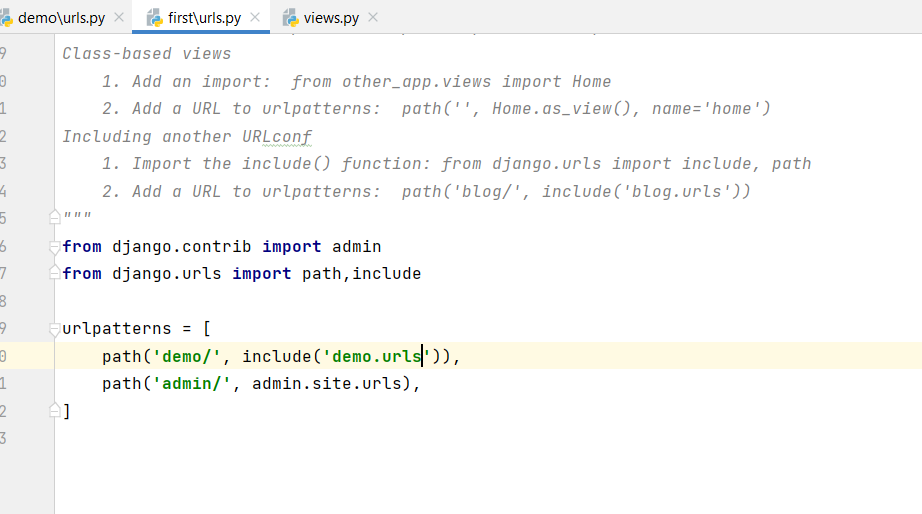 demo\urls.py first\urls.py views.py
9 Class-based views
0 1. Add an import:  from other_app.views import Home
1 2. Add a URL to urlpatterns:  path('', Home.as_view(), name='home')
2 Including another URLconf
3 1. Import the include() function: from django.urls import include, path
4 2. Add a URL to urlpatterns:  path('blog/', include('blog.urls'))
5 """
6 from django.contrib import admin
7 from django.urls import path,include
8
9 urlpatterns = [
0 path('demo/', include('demo.urls')),
1 path('admin/', admin.site.urls),
2 ]
3